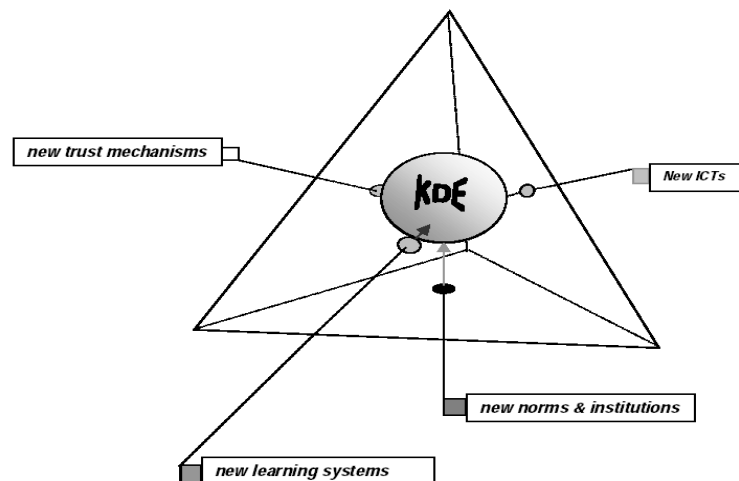 new trust mechanisms
New ICTs
KDE
new norms & institutions
new learning systems